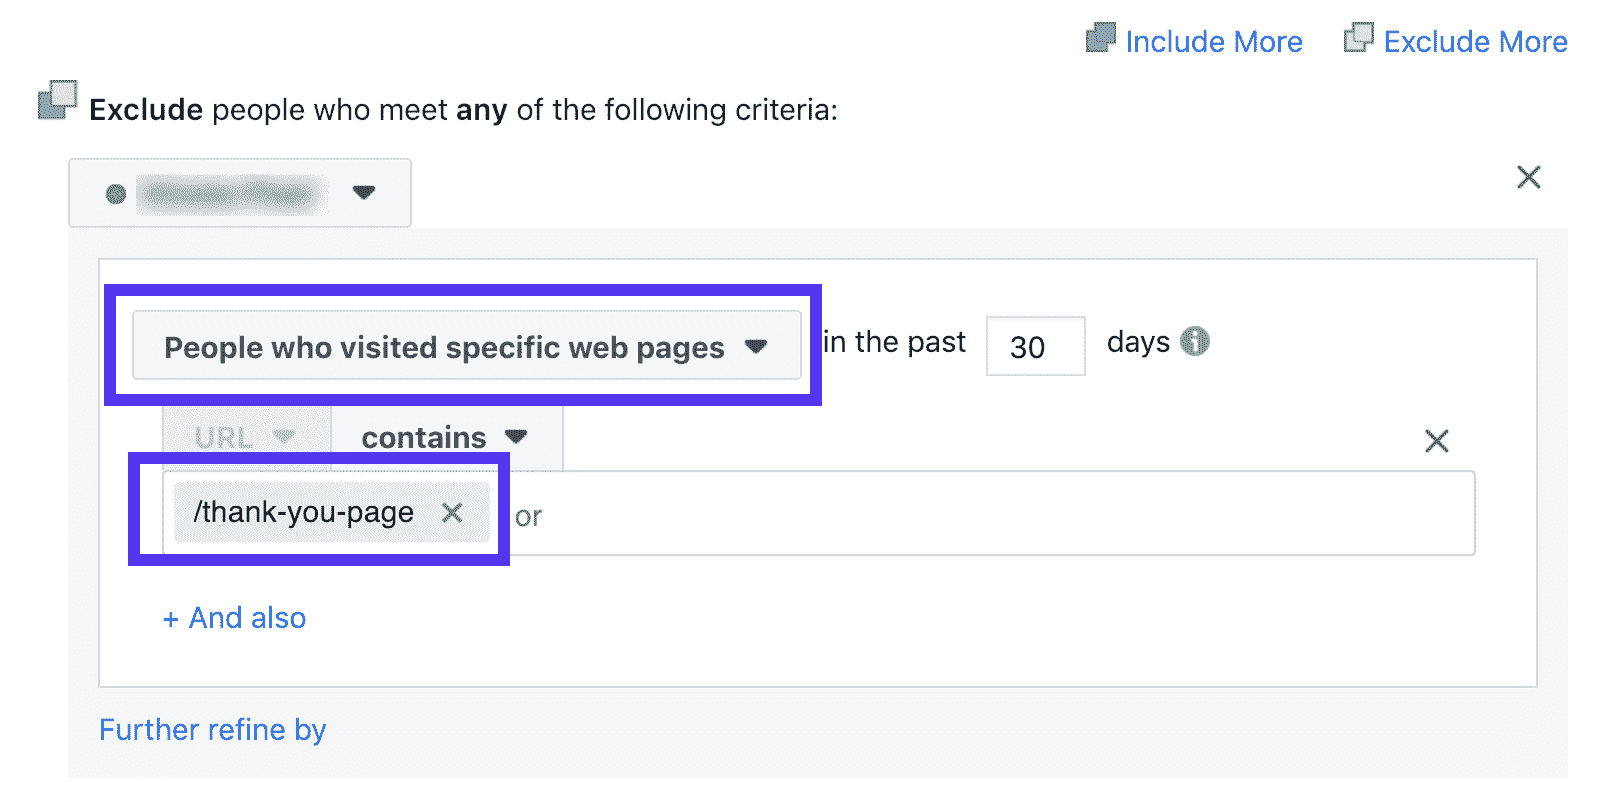 Include More Exclude More
Exclude people who meet any of the following criteria:
People who visited specific web pages in the past 30 days
URL contains
/thank-you-page or
+ And also
Further refine by